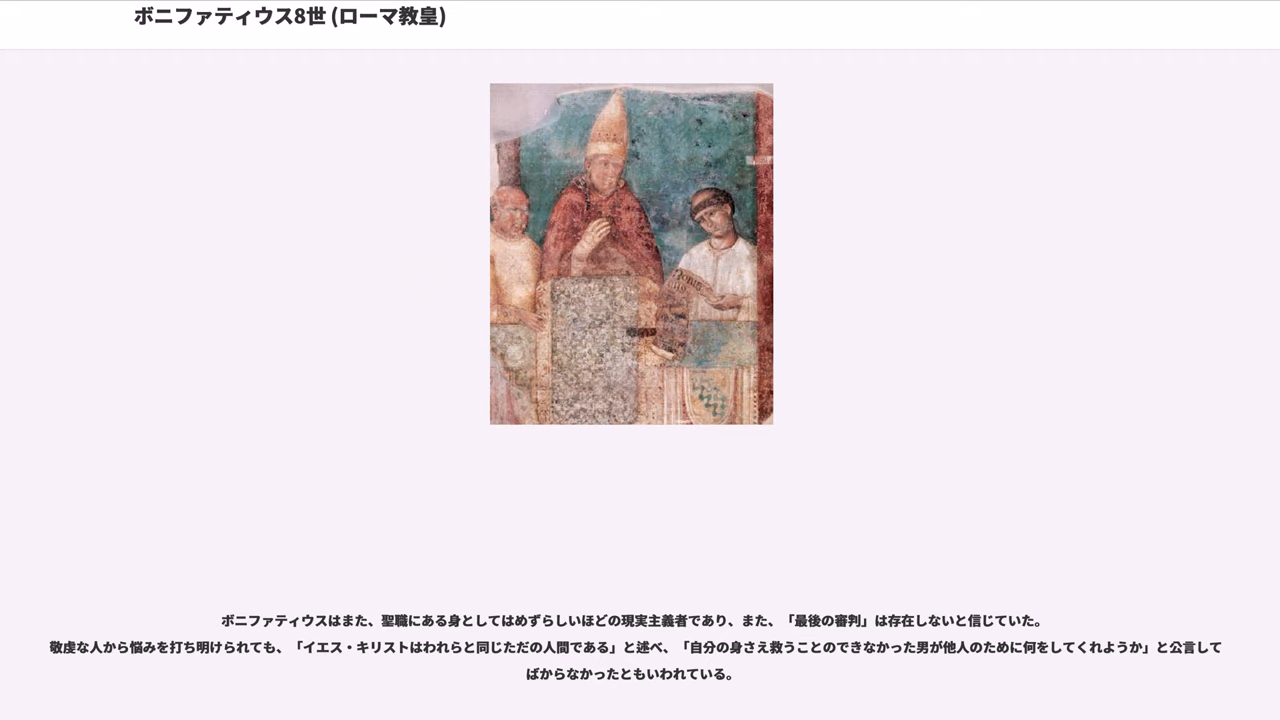 ボニファティウス8世 (ローマ教皇)
ボニファティウスはまた、聖職にある身としてはめずらしいほどの現実主義者であり、また、「最後の審判」は存在しないと信じていた。
敬虔な人から悩みを打ち明けられても、「イエス・キリストはわれらと同じただの人間である」と述べ、「自分の身さえ救うことのできなかった男が他人のために何をしてくれようか」と公言して
ばからなかったともいわれている。